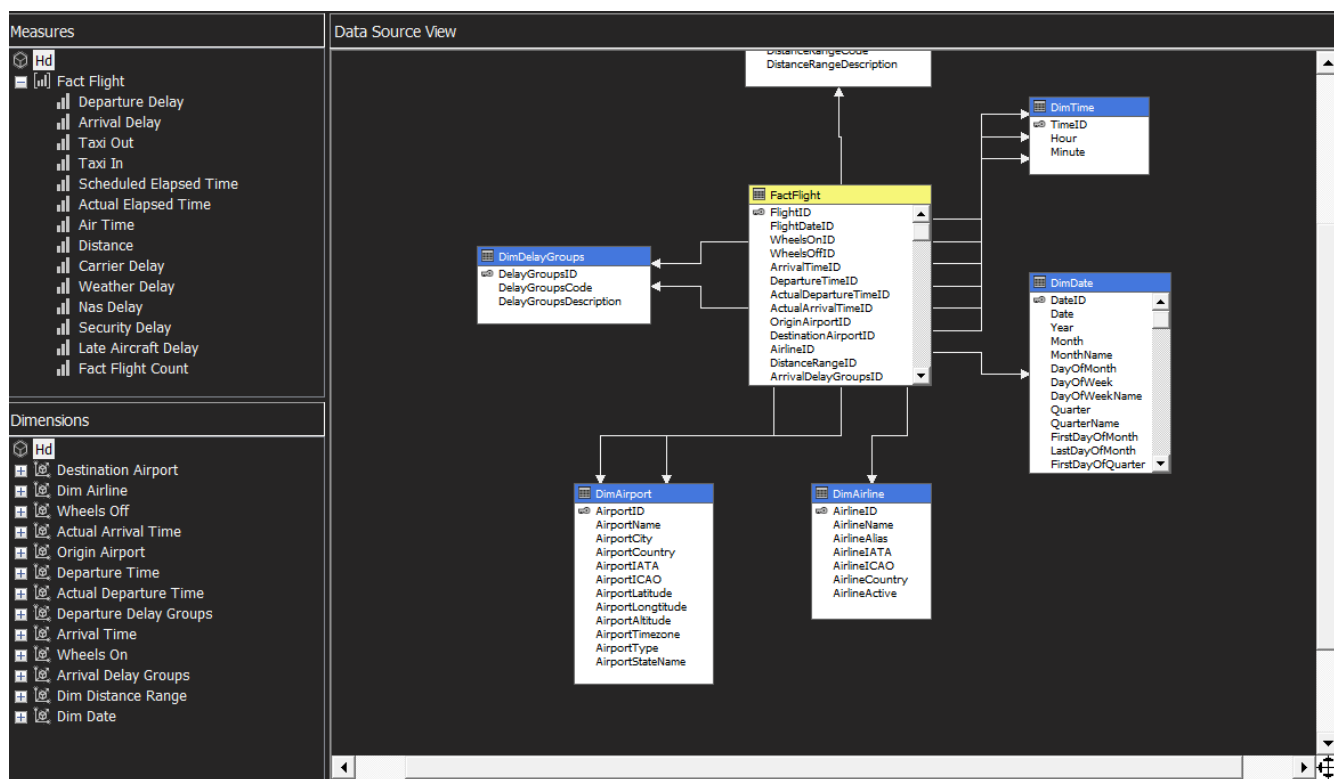 Measures
Hd
Fact Flight
Departure Delay
Arrival Delay
Taxi Out
Taxi In
Scheduled Elapsed Time
Actual Elapsed Time
Air Time
Distance
Carrier Delay
Weather Delay
Nas Delay
Security Delay
Late Aircraft Delay
Fact Flight Count
Dimensions
Hd
Destination Airport
Dim Airline
Wheels Off
Actual Arrival Time
Origin Airport
Departure Time
Actual Departure Time
Departure Delay Groups
Arrival Time
Wheels On
Arrival Delay Groups
Dim Distance Range
Dim Date
Data Source View
DistanceRangeCode
DistanceRangeDescription
DimTime
TimeID
Hour
Minute
FactFlight
FlightID
FlightDateID
WheelsOnID
WheelsOffID
ArrivalTimeID
DepartureTimeID
ActualDepartureTimeID
ActualArrivalTimeID
OriginAirportID
DestinationAirportID
AirlineID
DistanceRangeID
ArrivalDelayGroupsID
DimDelayGroups
DelayGroupsID
DelayGroupsCode
DelayGroupsDescription
DimDate
DateID
Date
Year
Month
MonthName
DayOfMonth
DayOfWeek
DayOfWeekName
Quarter
QuarterName
FirstDayOfMonth
LastDayOfMonth
FirstDayOfQuarter
DimAirport
AirportID
AirportName
AirportCity
AirportCountry
AirportIATA
AirportICAO
AirportLatitude
AirportLongtitude
AirportAltitude
AirportTimezone
AirportType
AirportStateName
DimAirline
AirlineID
AirlineName
AirlineAlias
AirlineIATA
AirlineICAO
AirlineCountry
AirlineActive